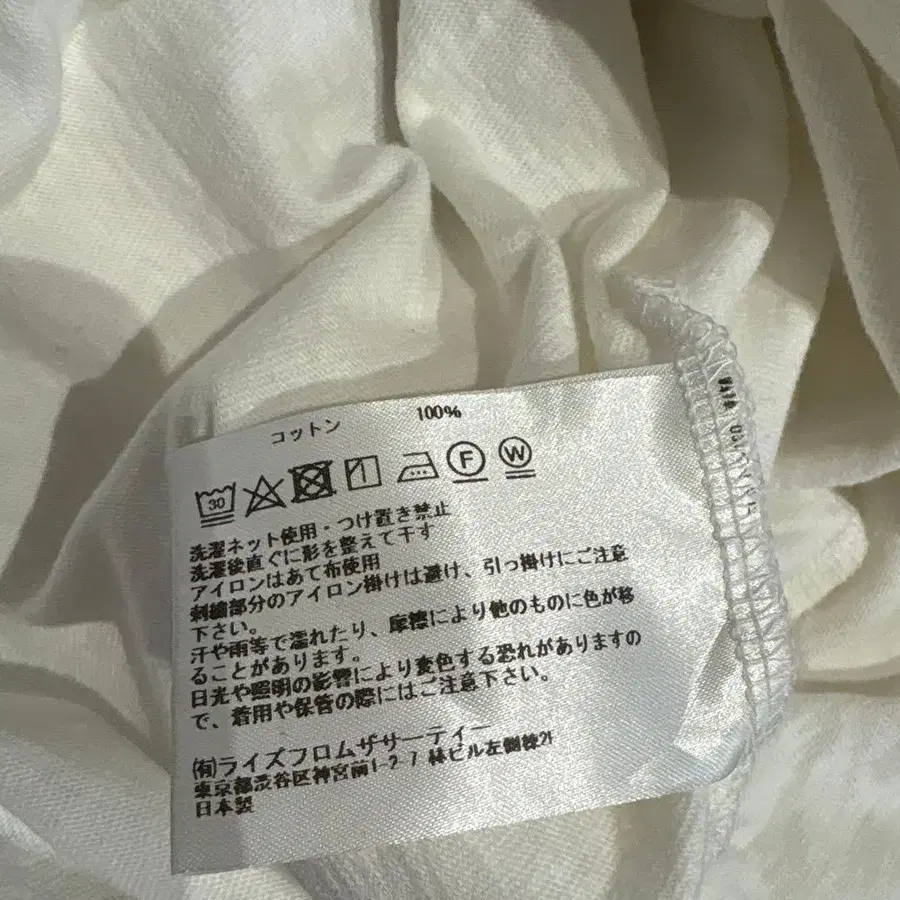 コットン 100%
30 F W
洗濯ネット使用・つけ置き禁止
洗濯後直ぐに形を整えて干す
アイロンはあて布使用
刺繍部分のアイロン掛けは避け、引っ掛けにご注意
下さい。
汗や雨等で濡れたり、摩擦により他のものに色が移
ることがあります。
日光や照明の影響により変色する恐れがありますの
で、着用や保管の際にはご注意下さい。
(有)ライズフロムザサーティー
東京都渋谷区神宮前1-2-7 林ビル左側棟2F
日本製